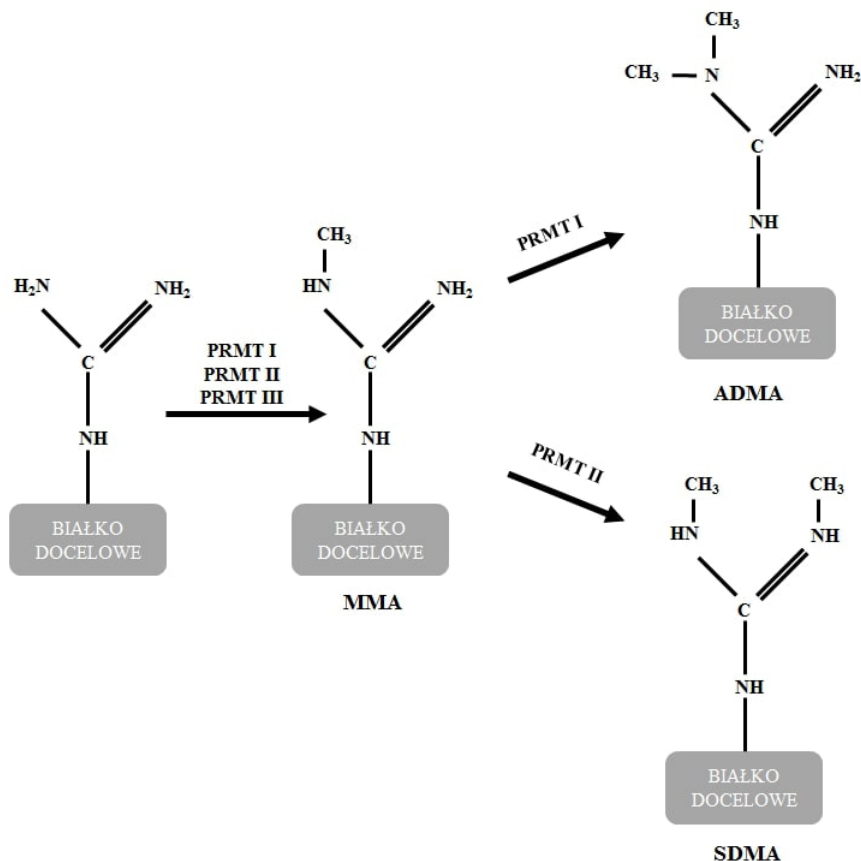 H₂N
NH₂
C
NH
BIAŁKO
DOCELOWE
PRMT I
PRMT II
PRMT III
CH₃
HN
NH₂
C
NH
BIAŁKO
DOCELOWE
MMA
PRMT I
CH₃
CH₃
N
NH₂
C
NH
BIAŁKO
DOCELOWE
ADMA
PRMT II
CH₃
CH₃
HN
NH
C
NH
BIAŁKO
DOCELOWE
SDMA